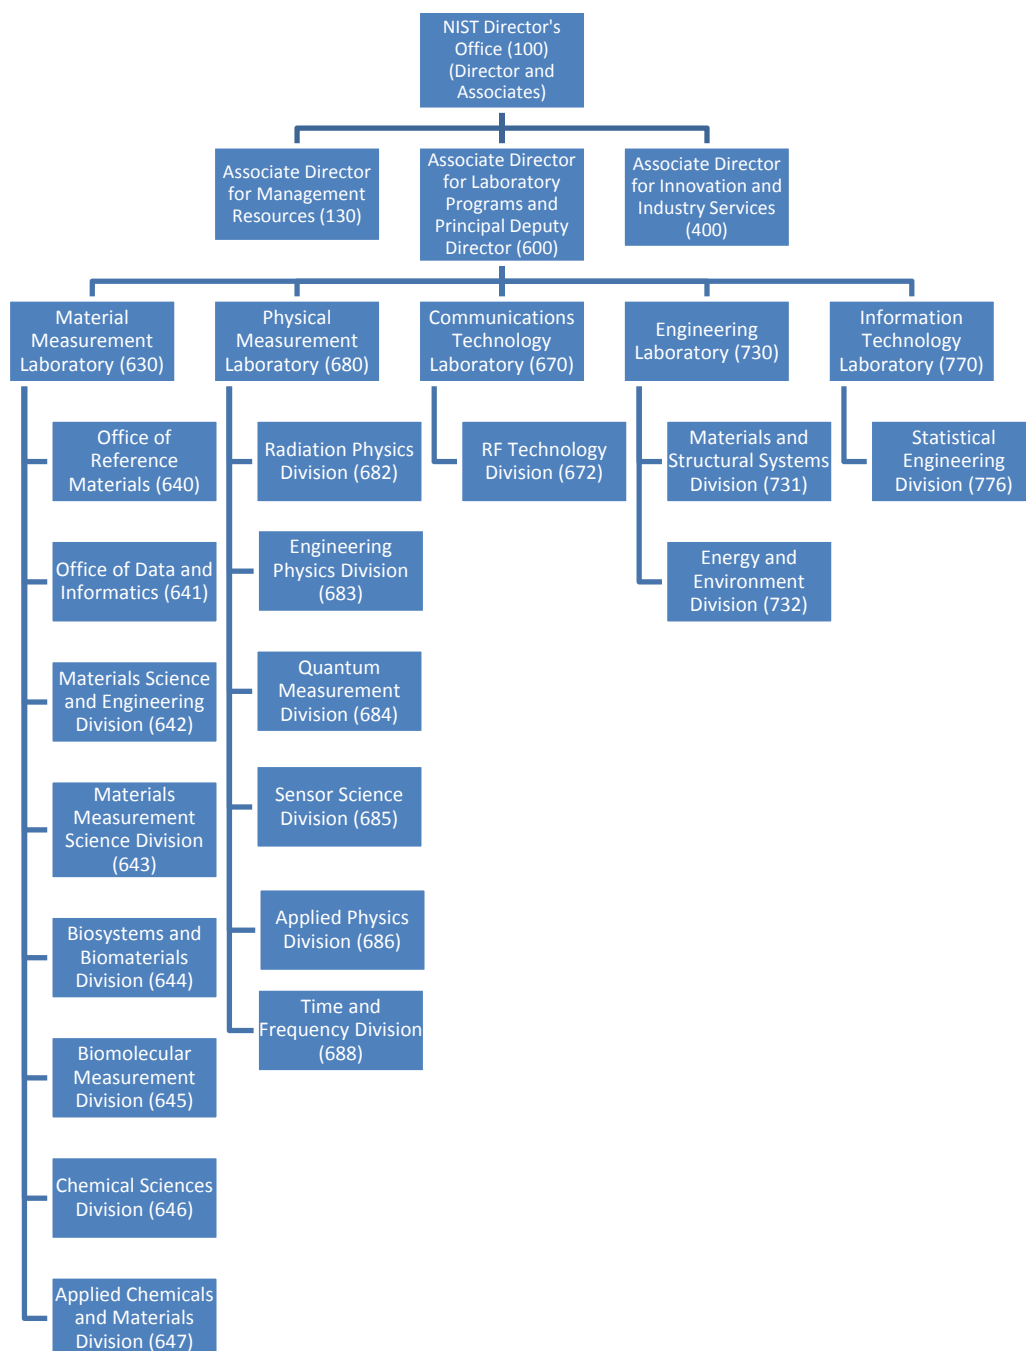 NIST Director's
Office (100)
(Director and
Associates)
Associate Director
for Management
Resources (130)
Associate Director
for Laboratory
Programs and
Principal Deputy
Director (600)
Associate Director
for Innovation and
Industry Services
(400)
Material
Measurement
Laboratory (630)
Physical
Measurement
Laboratory (680)
Communications
Technology
Laboratory (670)
Engineering
Laboratory (730)
Information
Technology
Laboratory (770)
Office of
Reference
Materials (640)
Office of Data and
Informatics (641)
Materials Science
and Engineering
Division (642)
Materials
Measurement
Science Division
(643)
Biosystems and
Biomaterials
Division (644)
Biomolecular
Measurement
Division (645)
Chemical Sciences
Division (646)
Applied Chemicals
and Materials
Division (647)
Radiation Physics
Division (682)
Engineering
Physics Division
(683)
Quantum
Measurement
Division (684)
Sensor Science
Division (685)
Applied Physics
Division (686)
Time and
Frequency Division
(688)
RF Technology
Division (672)
Materials and
Structural Systems
Division (731)
Energy and
Environment
Division (732)
Statistical
Engineering
Division (776)